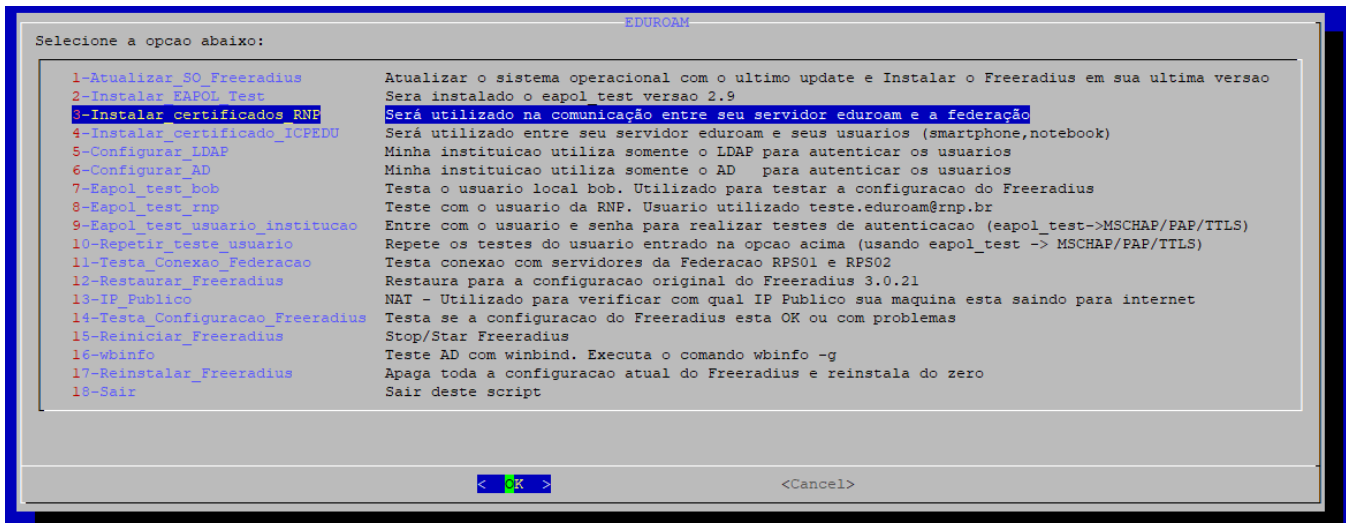 EDUROAM
Selecione a opcao abaixo:
1-Atualizar_SO_Freeradius Atualizar o sistema operacional com o ultimo update e Instalar o Freeradius em sua ultima versao
2-Instalar_EAPOL_Test Sera instalado o eapol_test versao 2.9
3-Instalar_certificados_RNP Será utilizado na comunicação entre seu servidor eduroam e a federação
4-Instalar_certificado_ICPEDU Será utilizado entre seu servidor eduroam e seus usuarios (smartphone,notebook)
5-Configurar_LDAP Minha instituicao utiliza somente o LDAP para autenticar os usuarios
6-Configurar_AD Minha instituicao utiliza somente o AD para autenticar os usuarios
7-Eapol_test_bob Testa o usuario local bob. Utilizado para testar a configuracao do Freeradius
8-Eapol_test_rnp Teste com o usuario da RNP. Usuario utilizado teste.eduroam@rnp.br
9-Eapol_test_usuario_institucao Entre com o usuario e senha para realizar testes de autenticacao (eapol_test->MSCHAP/PAP/TTLS)
10-Repetir_teste_usuario Repete os testes do usuario entrado na opcao acima (usando eapol_test -> MSCHAP/PAP/TTLS)
11-Testa_Conexao_Federacao Testa conexao com servidores da Federacao RPS01 e RPS02
12-Restaurar_Freeradius Restaura para a configuracao original do Freeradius 3.0.21
13-IP_Publico NAT - Utilizado para verificar com qual IP Publico sua maquina esta saindo para internet
14-Testa_Configuracao_Freeradius Testa se a configuracao do Freeradius esta OK ou com problemas
15-Reiniciar_Freeradius Stop/Star Freeradius
16-wbinfo Teste AD com winbind. Executa o comando wbinfo -g
17-Reinstalar_Freeradius Apaga toda a configuracao atual do Freeradius e reinstala do zero
18-Sair Sair deste script
< OK > <Cancel>